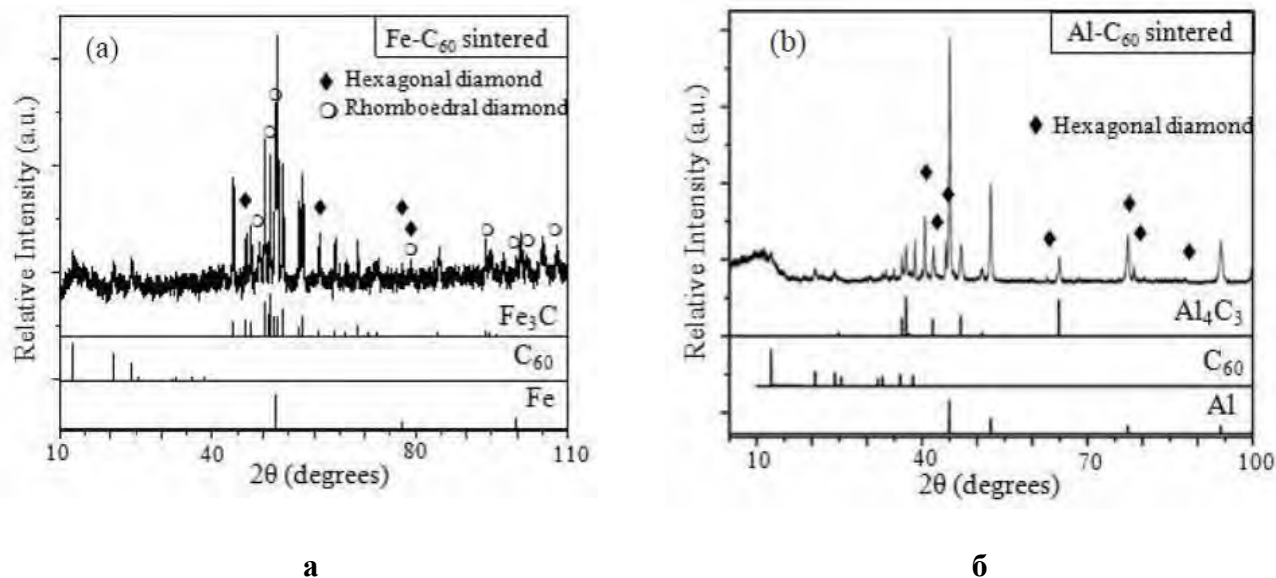 (a)
Fe-C₆₀ sintered
Hexagonal diamond
Rhomboedral diamond
Relative Intensity (a.u.)
Fe₃C
C₆₀
Fe
10 40 80 110
2θ (degrees)
(b)
Al-C₆₀ sintered
Hexagonal diamond
Relative Intensity (a.u.)
Al₄C₃
C₆₀
Al
10 40 70 100
2θ (degrees)
а
б